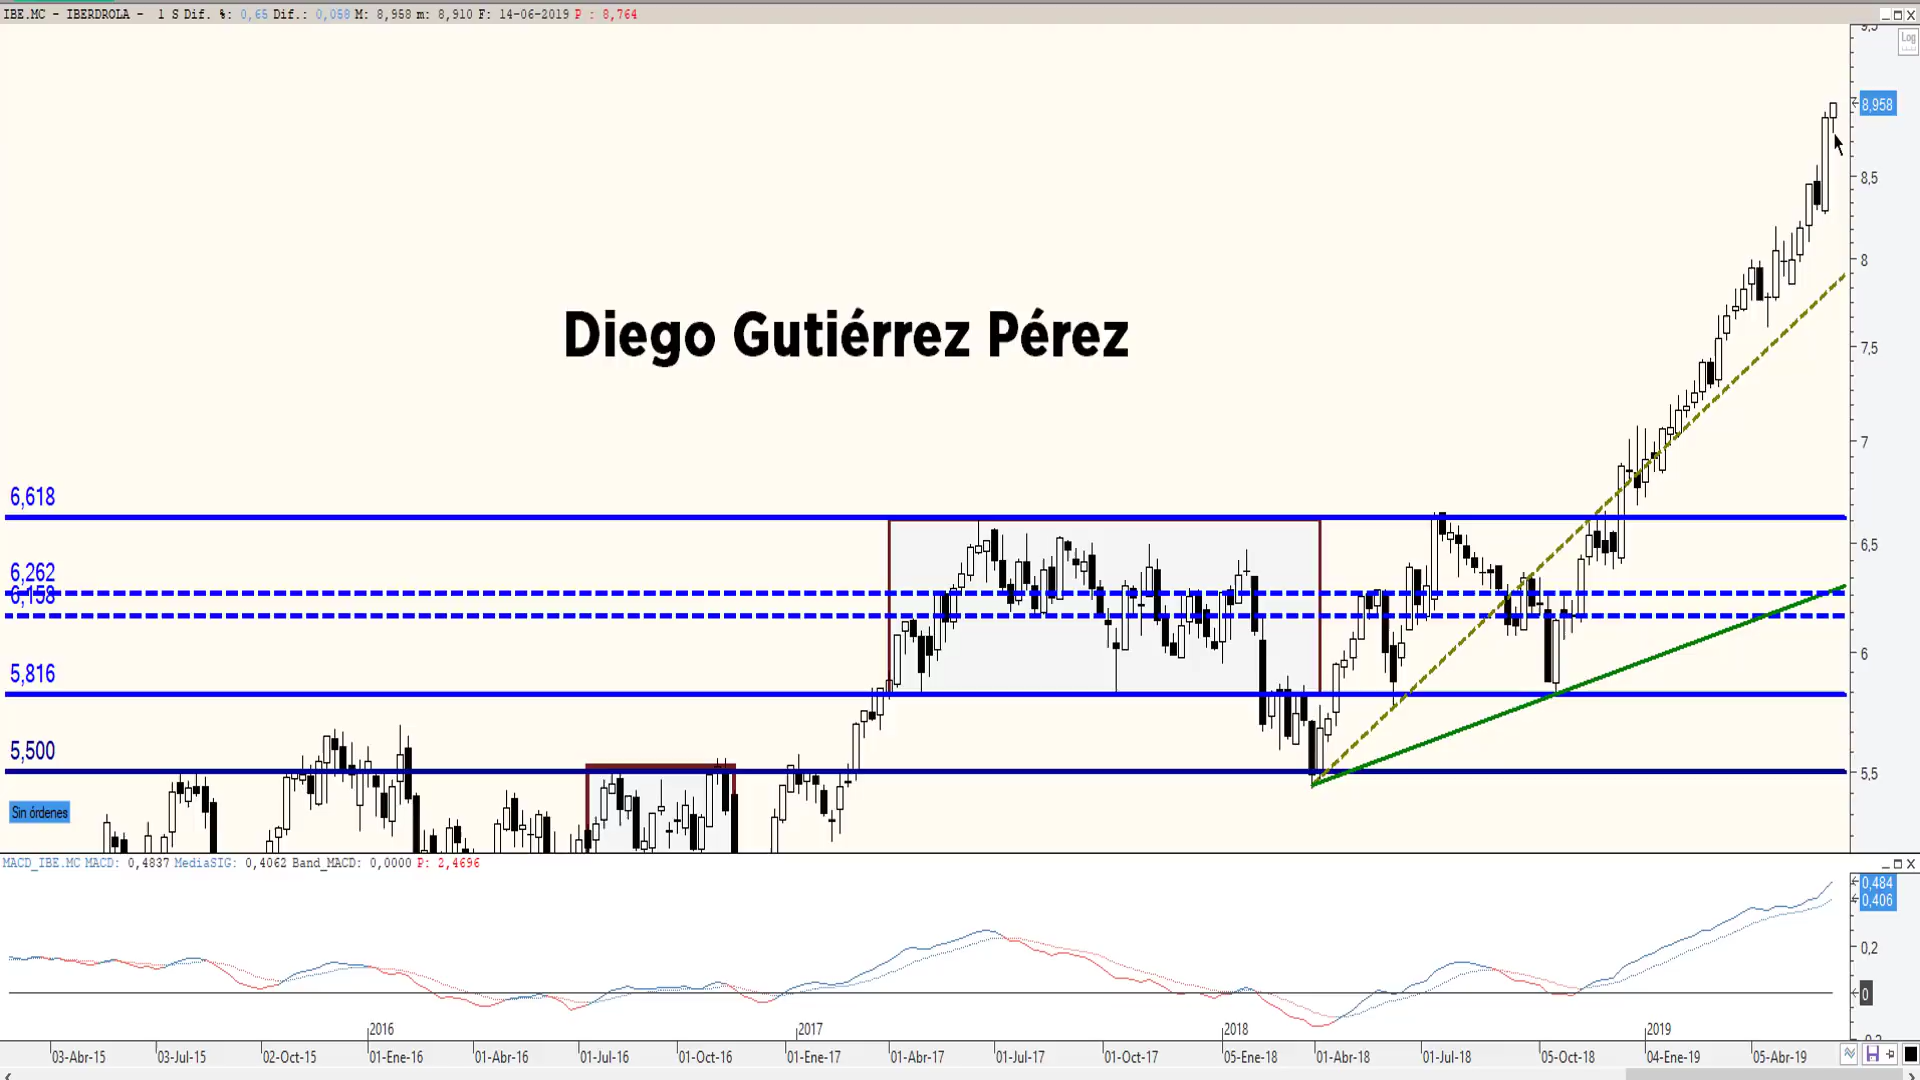 IBE.MC - IBERDROLA - 1 S Dif. %: 0,65 Dif.: 0,058 M: 8,958 m: 8,910 F: 14-06-2019 P : 8,764
Log
8,958
8,5
8
7,5
7
6,5
6
5,5
Diego Gutiérrez Pérez
6,618
6,262
6,158
5,816
5,500
Sin órdenes
MACD_IBE.MC MACD: 0,4837 MediaSIG: 0,4062 Band_MACD: 0,0000 P: 2,4696
0,484
0,406
0,2
0
2016 2017 2018 2019
03-Abr-15 03-Jul-15 02-Oct-15 01-Ene-16 01-Abr-16 01-Jul-16 01-Oct-16 01-Ene-17 01-Abr-17 01-Jul-17 01-Oct-17 05-Ene-18 01-Abr-18 01-Jul-18 05-Oct-18 04-Ene-19 05-Abr-19